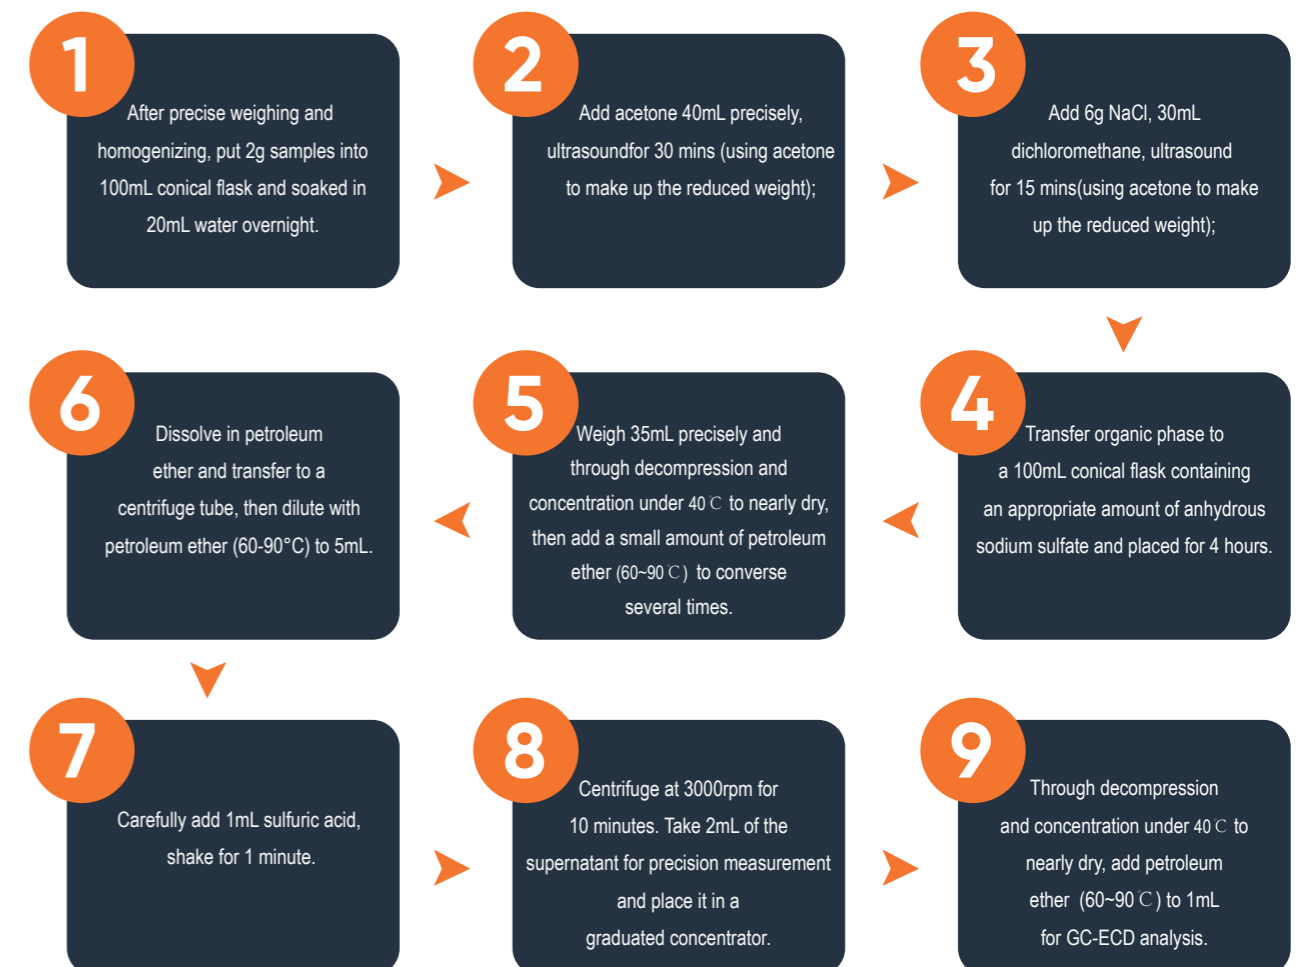 1
After precise weighing and
homogenizing, put 2g samples into
100mL conical flask and soaked in
20mL water overnight.
2
Add acetone 40mL precisely,
ultrasoundfor 30 mins (using acetone
to make up the reduced weight);
3
Add 6g NaCl, 30mL
dichloromethane, ultrasound
for 15 mins(using acetone to make
up the reduced weight);
4
Transfer organic phase to
a 100mL conical flask containing
an appropriate amount of anhydrous
sodium sulfate and placed for 4 hours.
5
Weigh 35mL precisely and
through decompression and
concentration under 40℃ to nearly dry,
then add a small amount of petroleum
ether (60~90℃) to converse
several times.
6
Dissolve in petroleum
ether and transfer to a
centrifuge tube, then dilute with
petroleum ether (60-90°C) to 5mL.
7
Carefully add 1mL sulfuric acid,
shake for 1 minute.
8
Centrifuge at 3000rpm for
10 minutes. Take 2mL of the
supernatant for precision measurement
and place it in a
graduated concentrator.
9
Through decompression
and concentration under 40℃ to
nearly dry, add petroleum
ether (60~90℃) to 1mL
for GC-ECD analysis.